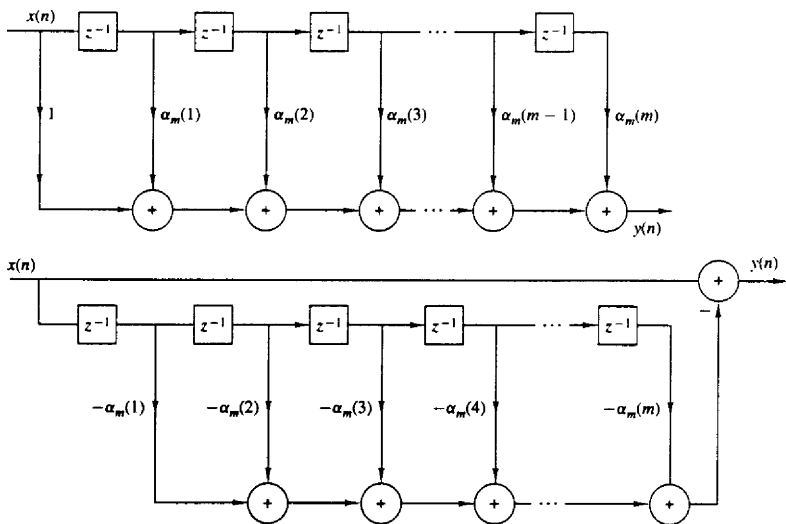 x(n)
z⁻¹ z⁻¹ z⁻¹ ... z⁻¹
1 αₘ(1) αₘ(2) αₘ(3) αₘ(m − 1) αₘ(m)
+ + + ... + +
y(n)
x(n) + y(n)
−
z⁻¹ z⁻¹ z⁻¹ z⁻¹ ... z⁻¹
−αₘ(1) −αₘ(2) −αₘ(3) −αₘ(4) −αₘ(m)
+ + + ... +